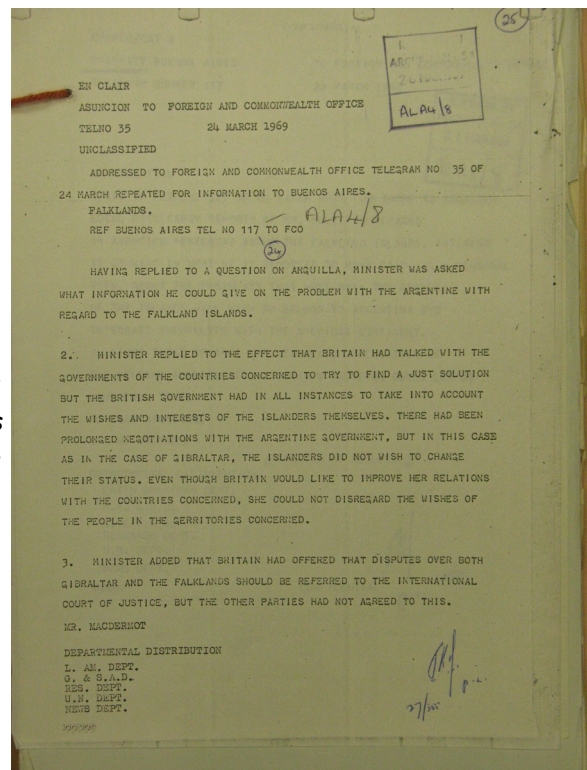 25
ALA4/8
EN CLAIR
ASUNCION TO FOREIGN AND COMMONWEALTH OFFICE
TELNO 35 24 MARCH 1969
UNCLASSIFIED
ADDRESSED TO FOREIGN AND COMMONWEALTH OFFICE TELEGRAM NO 35 OF
24 MARCH REPEATED FOR INFORMATION TO BUENOS AIRES.
FALKLANDS.
ALA4/8
REF BUENOS AIRES TEL NO 117 TO FCO
24
HAVING REPLIED TO A QUESTION ON ANGUILLA, MINISTER WAS ASKED
WHAT INFORMATION HE COULD GIVE ON THE PROBLEM WITH THE ARGENTINE WITH
REGARD TO THE FALKLAND ISLANDS.
2. MINISTER REPLIED TO THE EFFECT THAT BRITAIN HAD TALKED WITH THE
GOVERNMENTS OF THE COUNTRIES CONCERNED TO TRY TO FIND A JUST SOLUTION
BUT THE BRITISH GOVERNMENT HAD IN ALL INSTANCES TO TAKE INTO ACCOUNT
THE WISHES AND INTERESTS OF THE ISLANDERS THEMSELVES. THERE HAD BEEN
PROLONGED NEGOTIATIONS WITH THE ARGENTINE GOVERNMENT, BUT IN THIS CASE
AS IN THE CASE OF GIBRALTAR, THE ISLANDERS DID NOT WISH TO CHANGE
THEIR STATUS. EVEN THOUGH BRITAIN WOULD LIKE TO IMPROVE HER RELATIONS
WITH THE COUNTRIES CONCERNED, SHE COULD NOT DISREGARD THE WISHES OF
THE PEOPLE IN THE GERRITORIES CONCERNED.
3. MINISTER ADDED THAT BRITAIN HAD OFFERED THAT DISPUTES OVER BOTH
GIBRALTAR AND THE FALKLANDS SHOULD BE REFERRED TO THE INTERNATIONAL
COURT OF JUSTICE, BUT THE OTHER PARTIES HAD NOT AGREED TO THIS.
MR. MACDERMOT
DEPARTMENTAL DISTRIBUTION
L. AM. DEPT.
G. & S.A.D.
RES. DEPT.
U.N. DEPT.
NEWS DEPT.
p.a.
27/iii